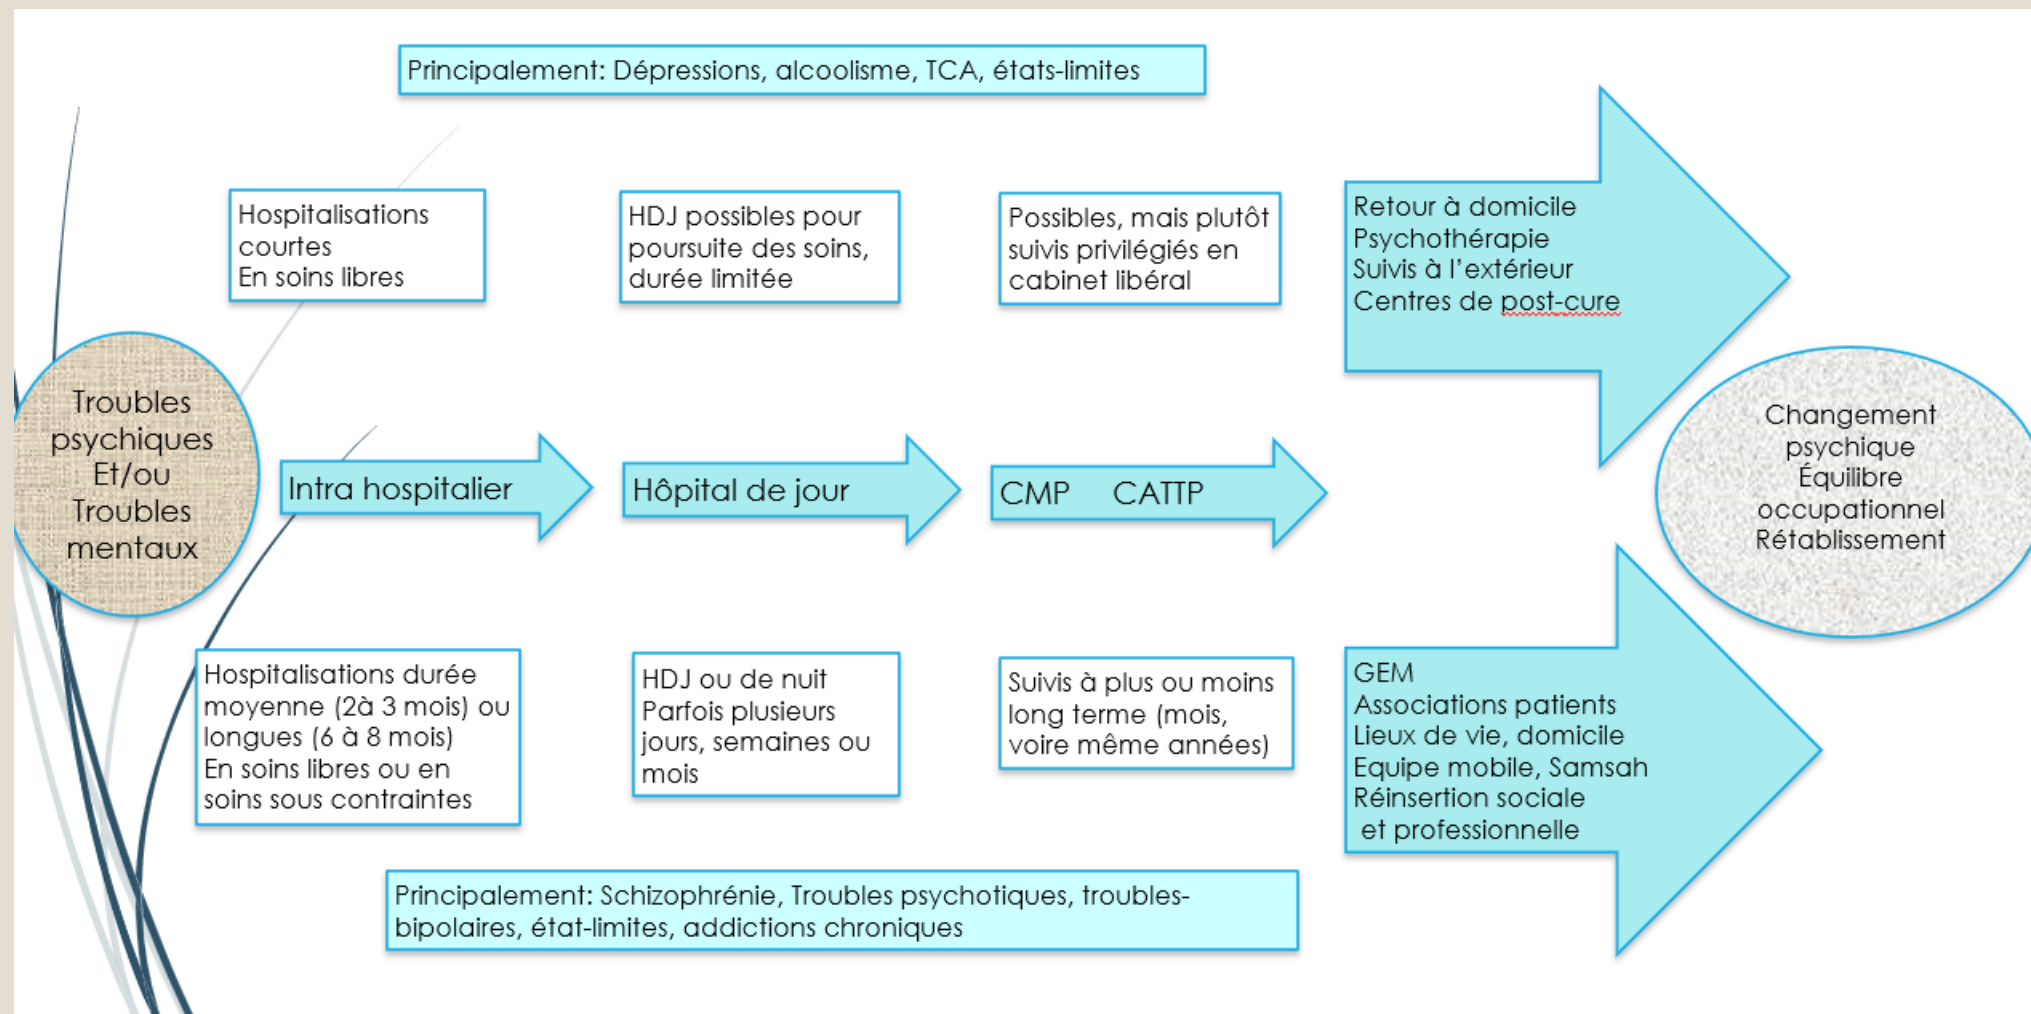 Principalement: Dépressions, alcoolisme, TCA, états-limites
Hospitalisations
courtes
En soins libres
HDJ possibles pour
poursuite des soins,
durée limitée
Possibles, mais plutôt
suivis privilégiés en
cabinet libéral
Retour à domicile
Psychothérapie
Suivis à l'extérieur
Centres de post-cure
Troubles
psychiques
Et/ou
Troubles
mentaux
Intra hospitalier
Hôpital de jour
CMP CATTP
Changement
psychique
Équilibre
occupationnel
Rétablissement
Hospitalisations durée
moyenne (2à 3 mois) ou
longues (6 à 8 mois)
En soins libres ou en
soins sous contraintes
HDJ ou de nuit
Parfois plusieurs
jours, semaines ou
mois
Suivis à plus ou moins
long terme (mois,
voire même années)
GEM
Associations patients
Lieux de vie, domicile
Equipe mobile, Samsah
Réinsertion sociale
et professionnelle
Principalement: Schizophrénie, Troubles psychotiques, troubles-
bipolaires, état-limites, addictions chroniques